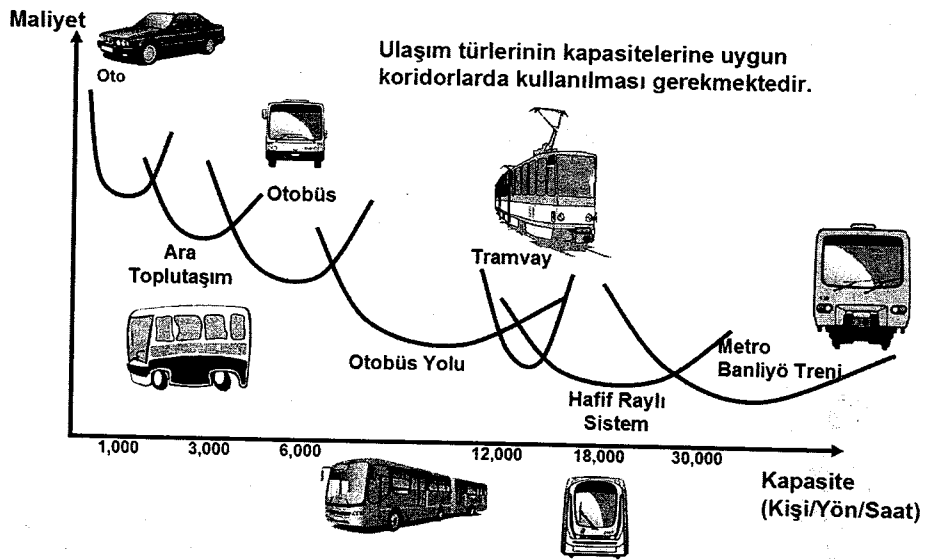 Maliyet
Oto
Ulaşım türlerinin kapasitelerine uygun
koridorlarda kullanılması gerekmektedir.
Otobüs
Ara
Toplutaşım
Tramvay
Otobüs Yolu
Metro
Banliyö Treni
Hafif Raylı
Sistem
1,000
3,000
6,000
12,000
18,000
30,000
Kapasite
(Kişi/Yön/Saat)